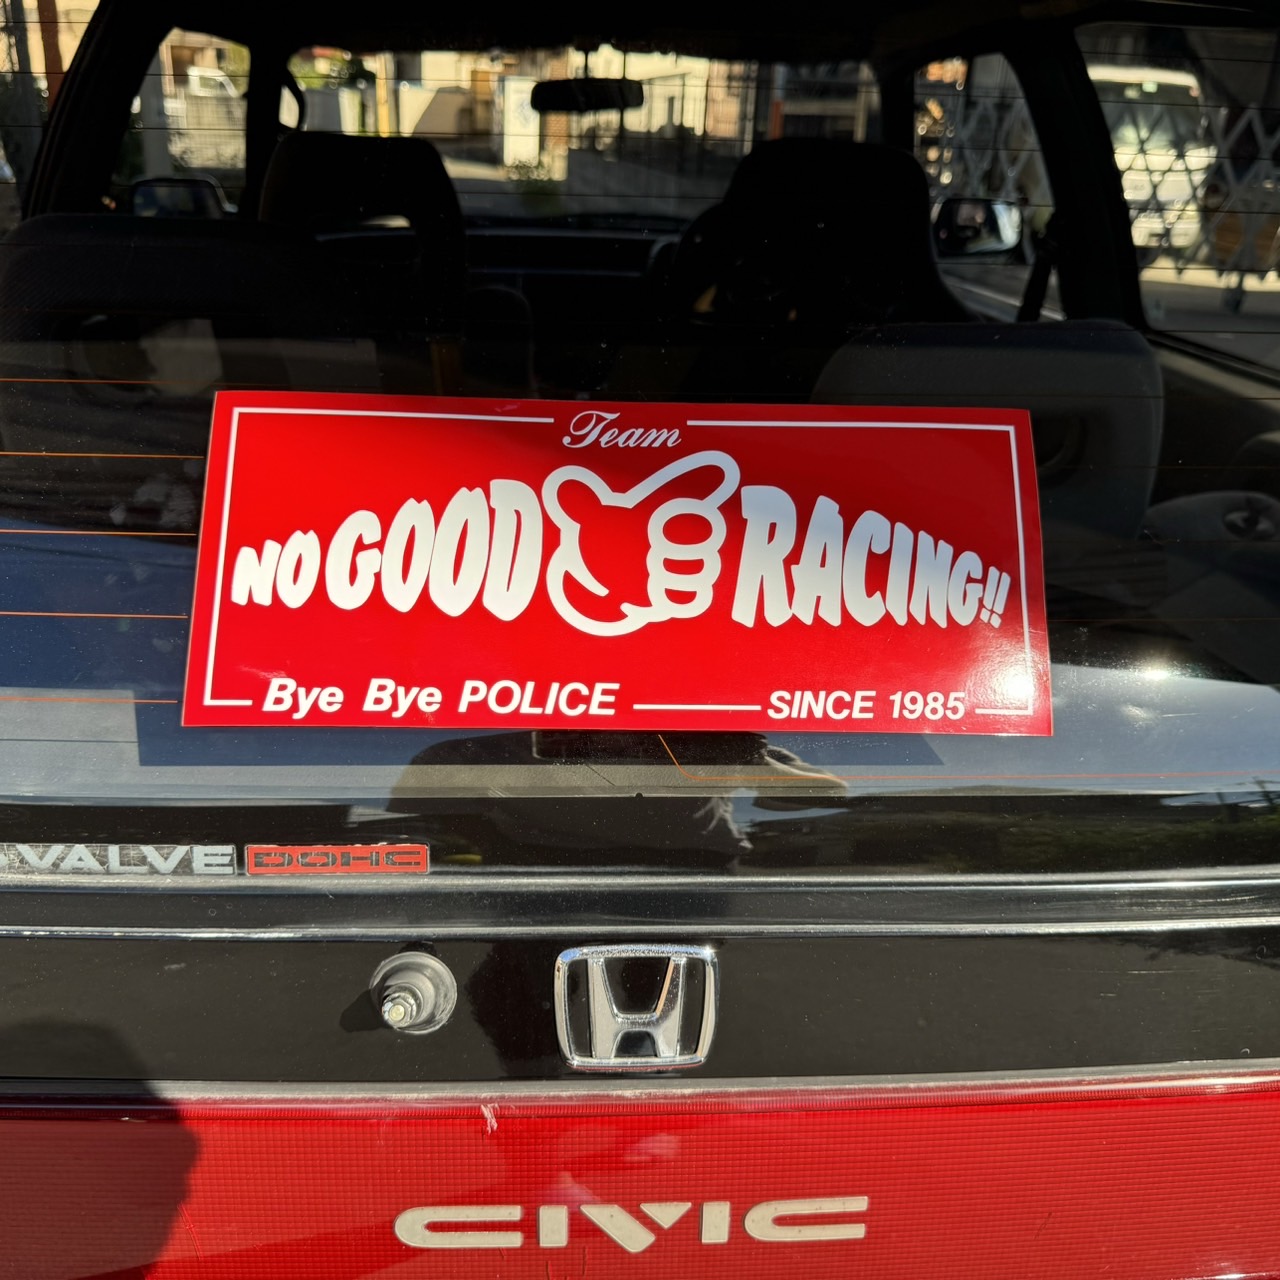 Team
NO GOOD RACING!!
Bye Bye POLICE SINCE 1985
VALVE DOHC
CIVIC